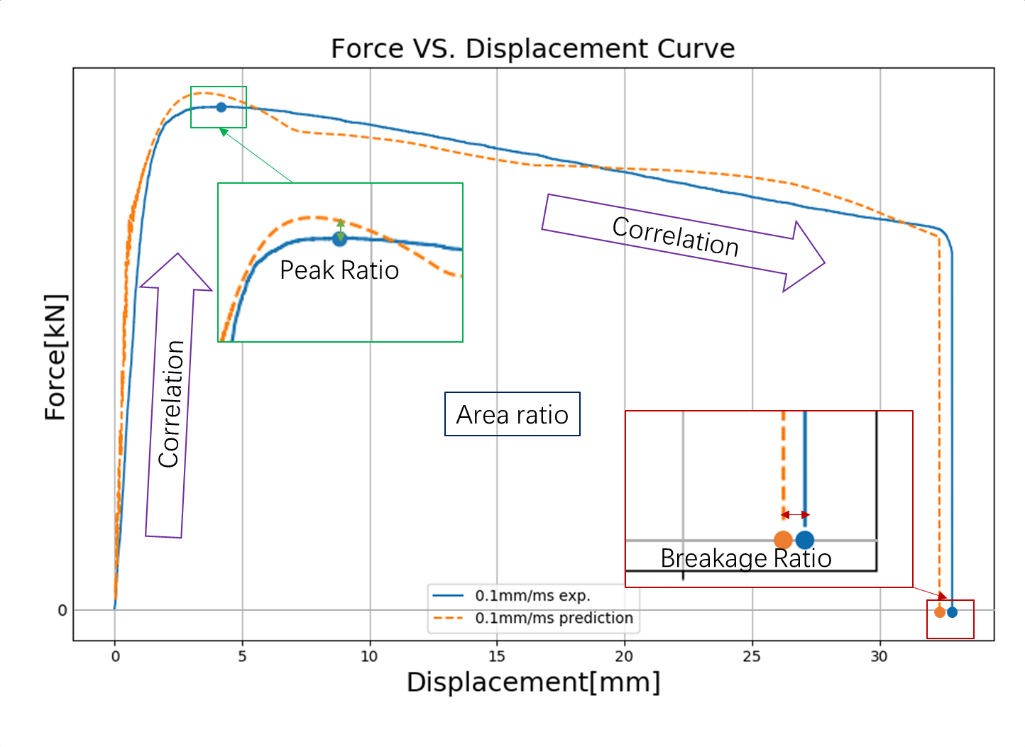 Force VS. Displacement Curve
Force[kN]
Correlation
Peak Ratio
Correlation
Area ratio
Breakage Ratio
0.1mm/ms exp.
0.1mm/ms prediction
0
0 5 10 15 20 25 30
Displacement[mm]